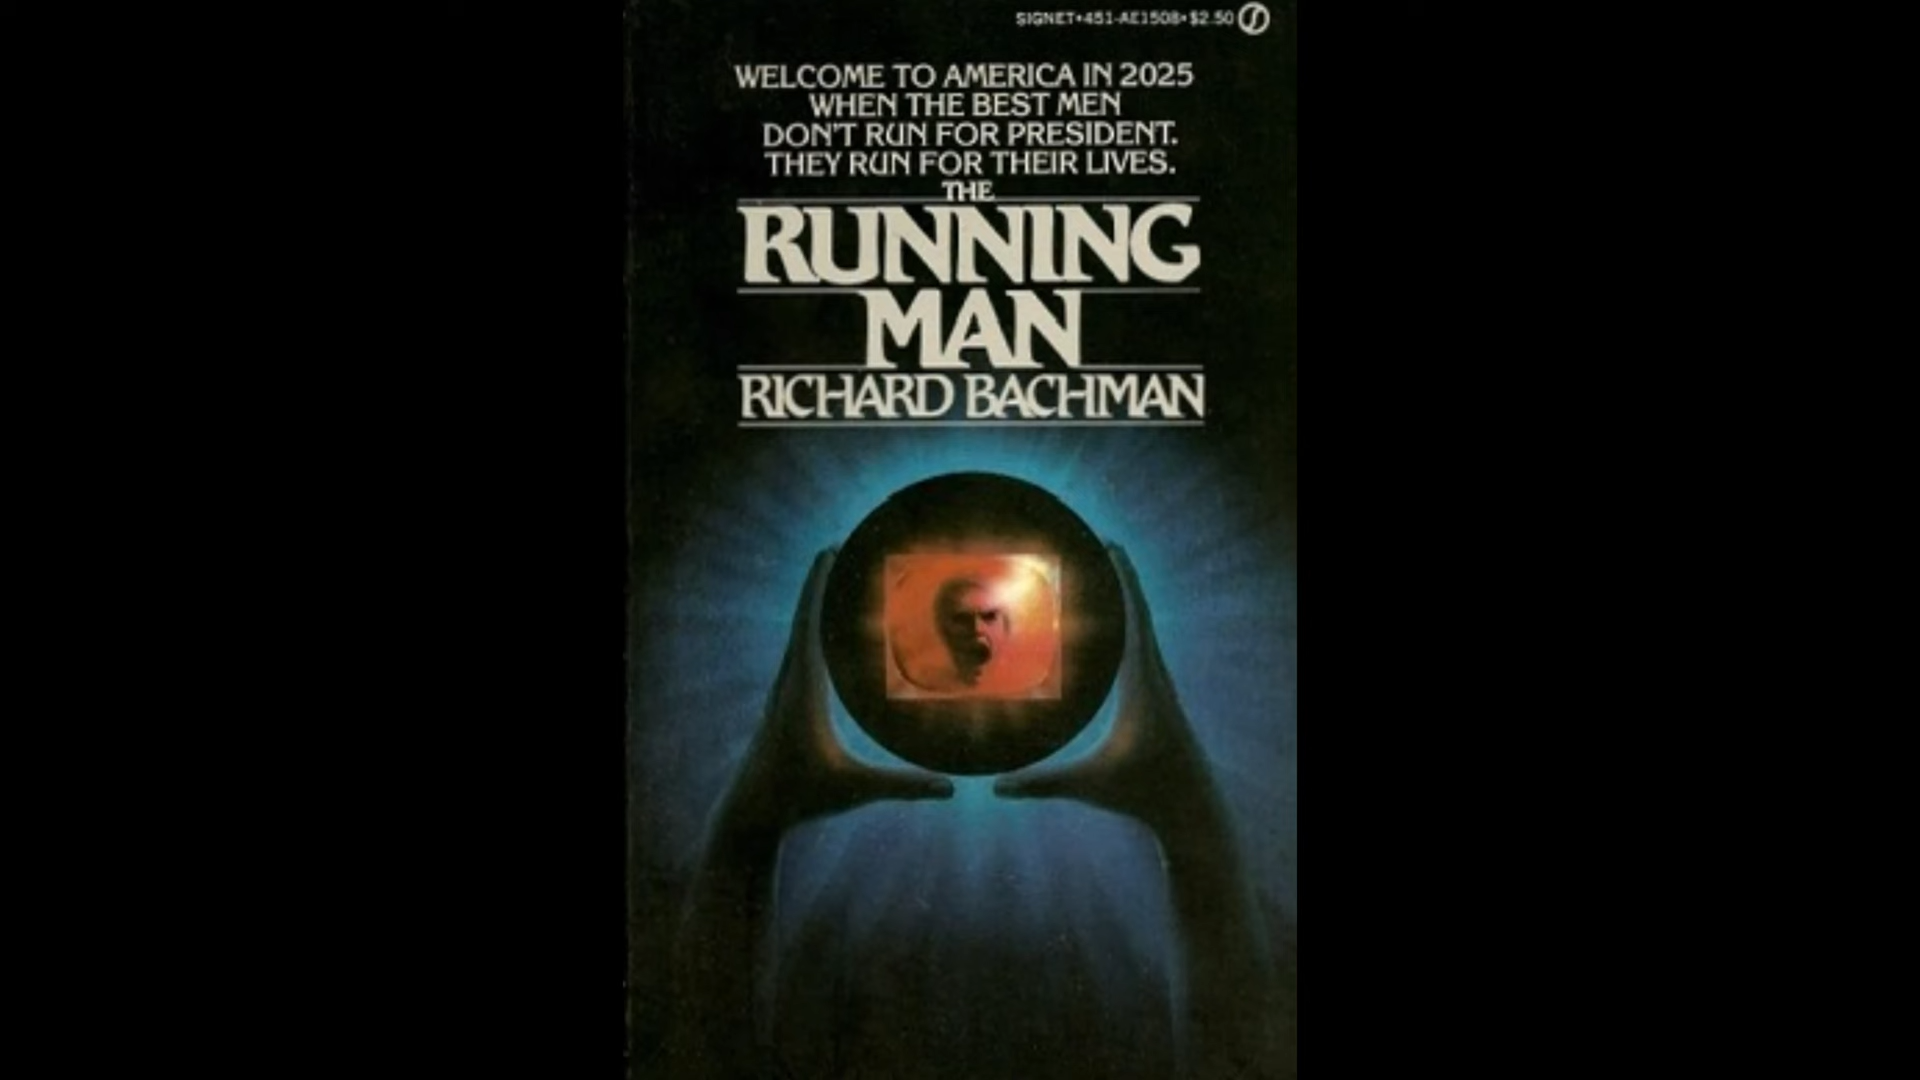 SIGNET•451-AE1508•$2.50
WELCOME TO AMERICA IN 2025
WHEN THE BEST MEN
DON'T RUN FOR PRESIDENT.
THEY RUN FOR THEIR LIVES.
THE
RUNNING
MAN
RICHARD BACHMAN